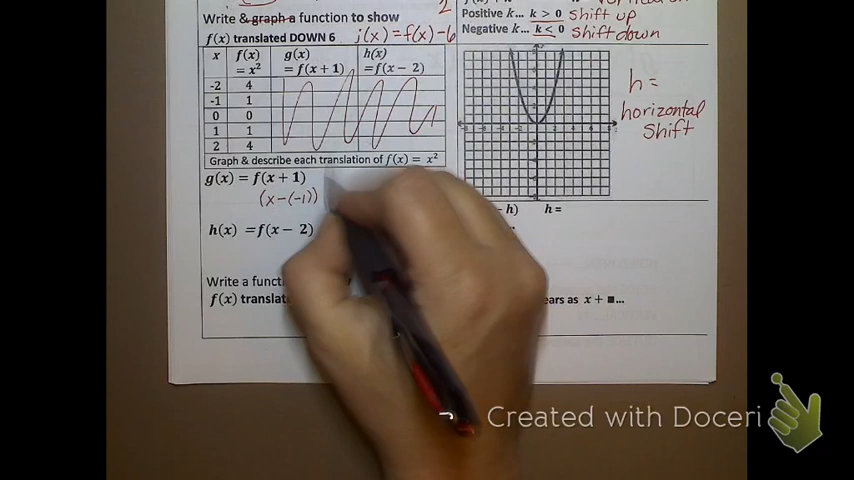 2
Write & graph a function to show
f(x) translated DOWN 6 j(x) = f(x) - 6
x f(x) = x² g(x) = f(x + 1) h(x) = f(x − 2)
-2 4
-1 1
0 0
1 1
2 4
Graph & describe each translation of f(x) = x²
g(x) = f(x + 1)
(x-(-1))
h(x) = f(x − 2)
Write a functi
f(x) translat
Positive k... k > 0 shift up
Negative k... k < 0 shift down
h =
horizontal
shift
− h) h =
ears as x + ■...
Created with Doceri